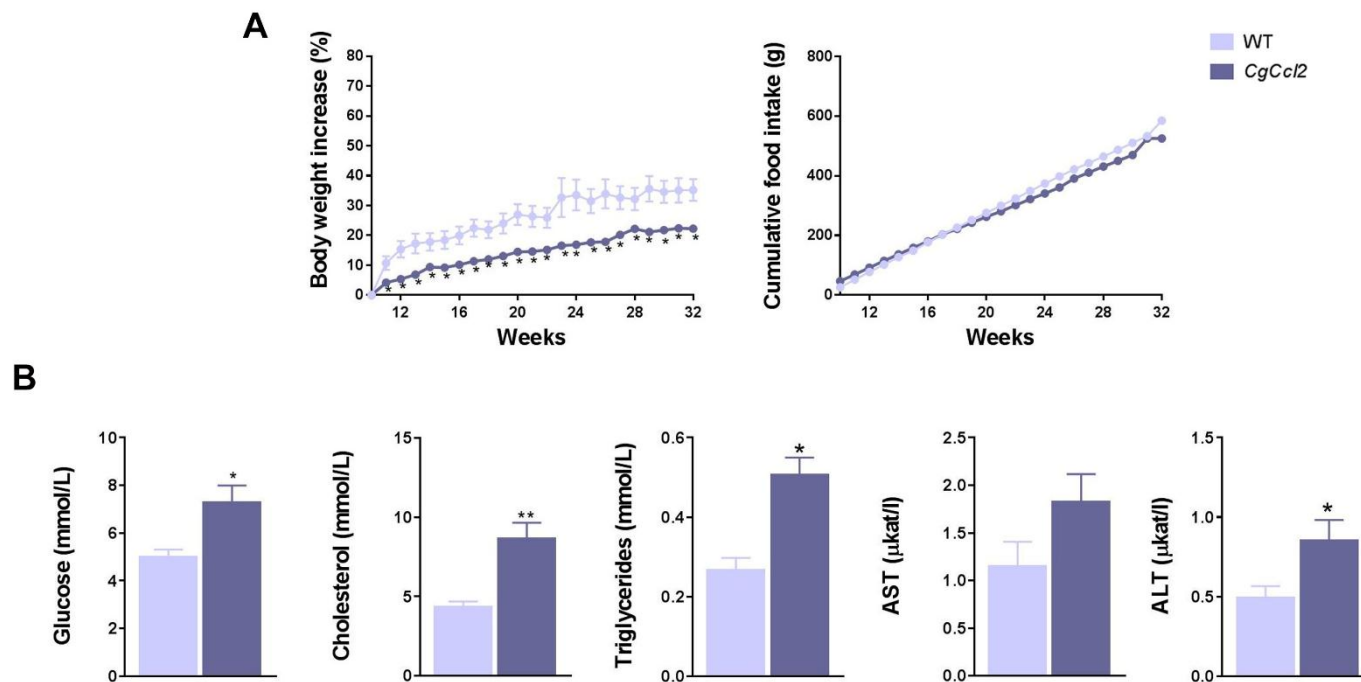 A
Body weight increase (%)
80
70
60
50
40
30
20
10
0
12 16 20 24 28 32
Weeks
* * * * * * * * * * * * * * * * * * * * * *
Cumulative food intake (g)
800
600
400
200
0
12 16 20 24 28 32
Weeks
WT
CgCcl2
B
Glucose (mmol/L)
10
8
6
4
2
0
*
Cholesterol (mmol/L)
15
10
5
0
**
Triglycerides (mmol/L)
0.6
0.4
0.2
0.0
*
AST (μkat/l)
2.5
2.0
1.5
1.0
0.5
0.0
ALT (μkat/l)
1.5
1.0
0.5
0.0
*